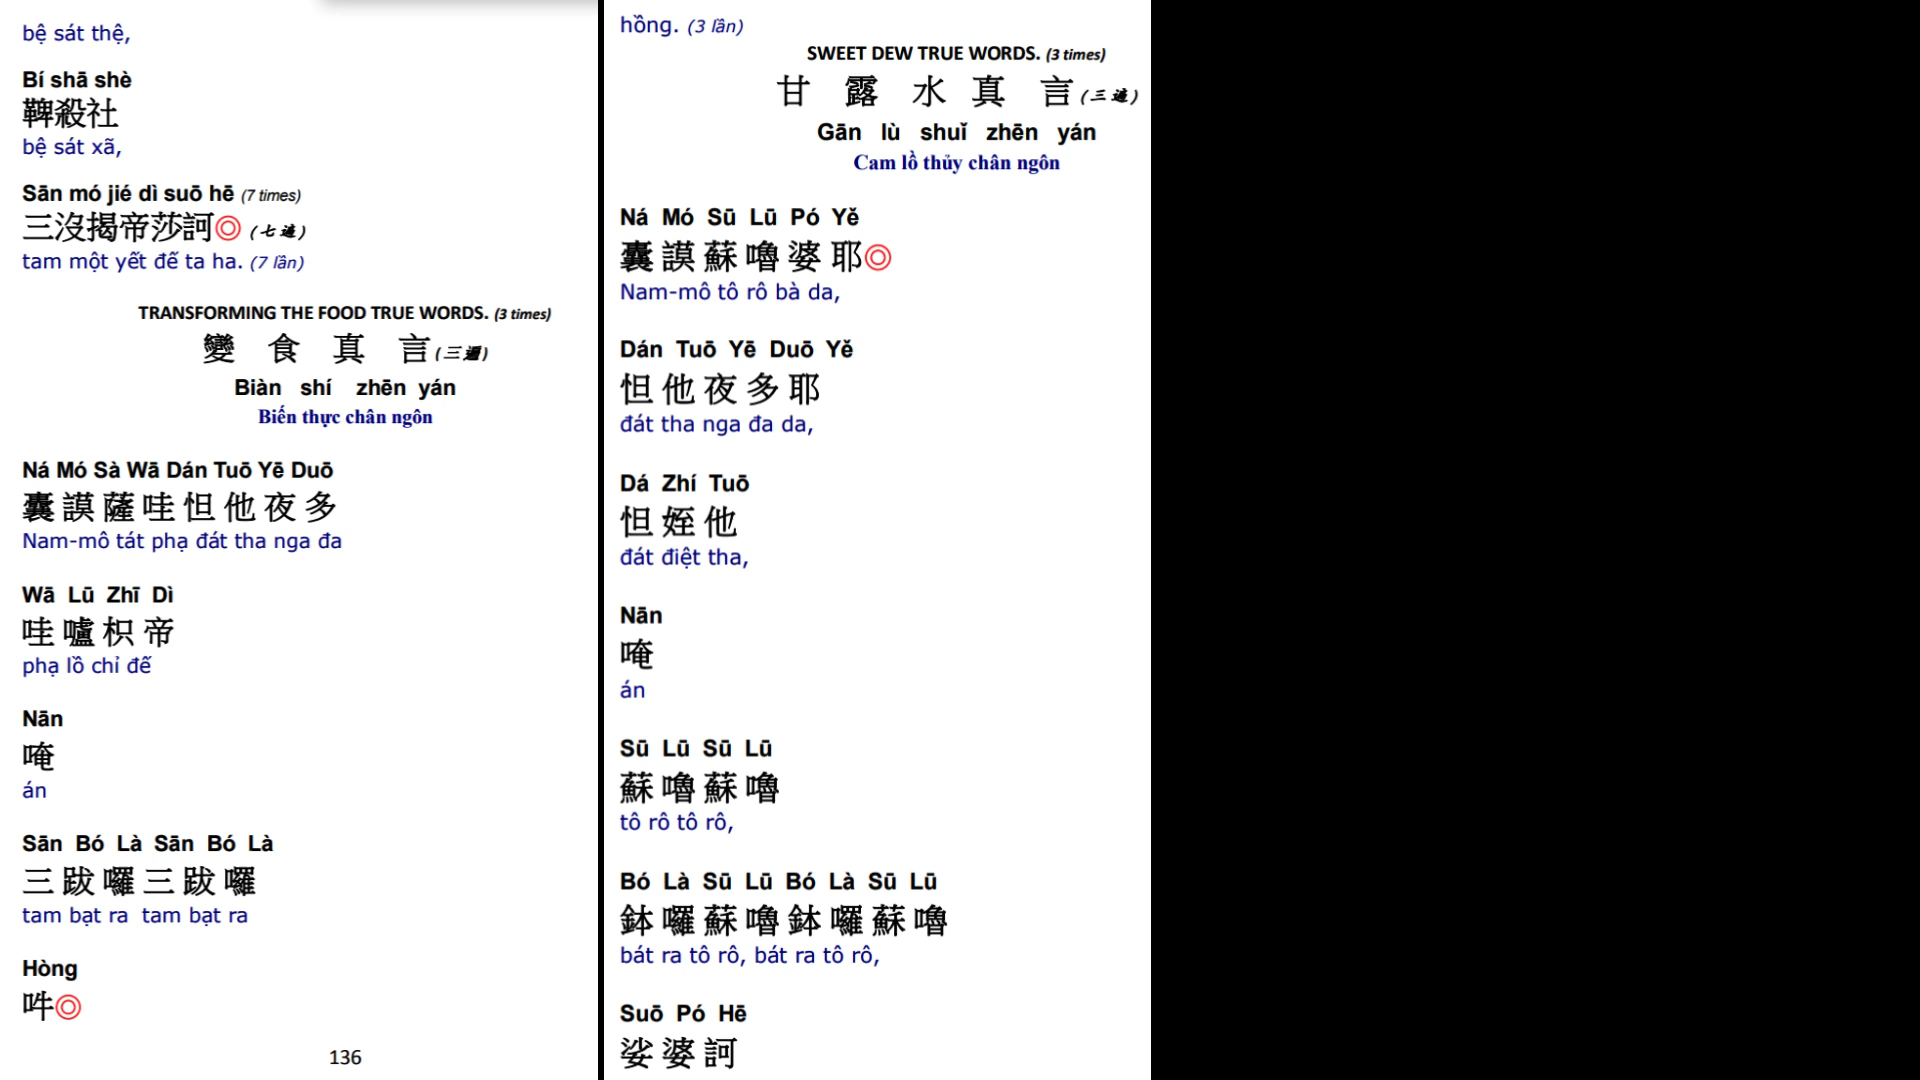 bệ sát thệ,
Bí shā shè
鞞殺社
bệ sát xã,
Sān mó jié dì suō hē (7 times)
三沒揭帝莎訶◎ (七遍)
tam một yết đế ta ha. (7 lần)
TRANSFORMING THE FOOD TRUE WORDS. (3 times)
變 食 真 言 (三遍)
Biàn shí zhēn yán
Biến thực chân ngôn
Ná Mó Sà Wā Dán Tuō Yē Duō
囊謨薩哇怛他夜多
Nam-mô tát phạ đát tha nga đa
Wā Lū Zhī Dì
哇嚧枳帝
phạ lồ chỉ đế
Nān
唵
án
Sān Bó Là Sān Bó Là
三跋囉三跋囉
tam bạt ra tam bạt ra
Hòng
吽◎
136
hồng. (3 lần)
SWEET DEW TRUE WORDS. (3 times)
甘 露 水 真 言 (三遍)
Gān lù shuǐ zhēn yán
Cam lồ thủy chân ngôn
Ná Mó Sū Lū Pó Yě
囊謨蘇嚕婆耶◎
Nam-mô tô rô bà da,
Dán Tuō Yē Duō Yě
怛他夜多耶
đát tha nga đa da,
Dá Zhí Tuō
怛姪他
đát điệt tha,
Nān
唵
án
Sū Lū Sū Lū
蘇嚕蘇嚕
tô rô tô rô,
Bó Là Sū Lū Bó Là Sū Lū
鉢囉蘇嚕鉢囉蘇嚕
bát ra tô rô, bát ra tô rô,
Suō Pó Hē
娑婆訶